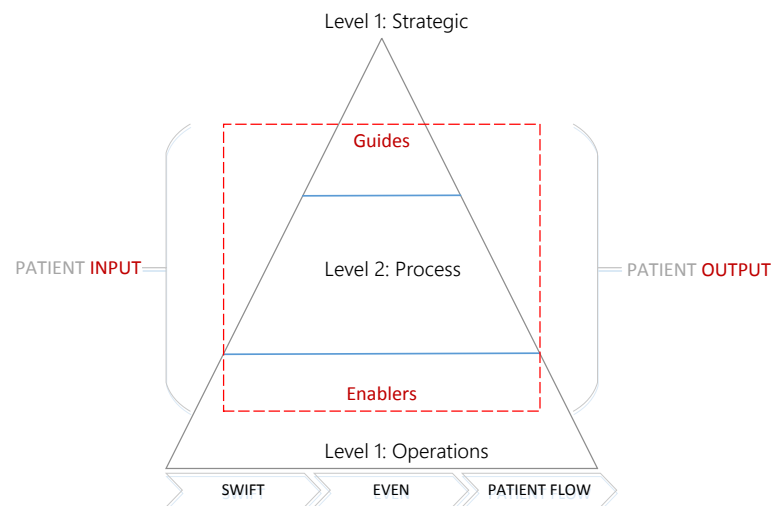 Level 1: Strategic
Guides
Level 2: Process
PATIENT INPUT
PATIENT OUTPUT
Enablers
Level 1: Operations
SWIFT
EVEN
PATIENT FLOW